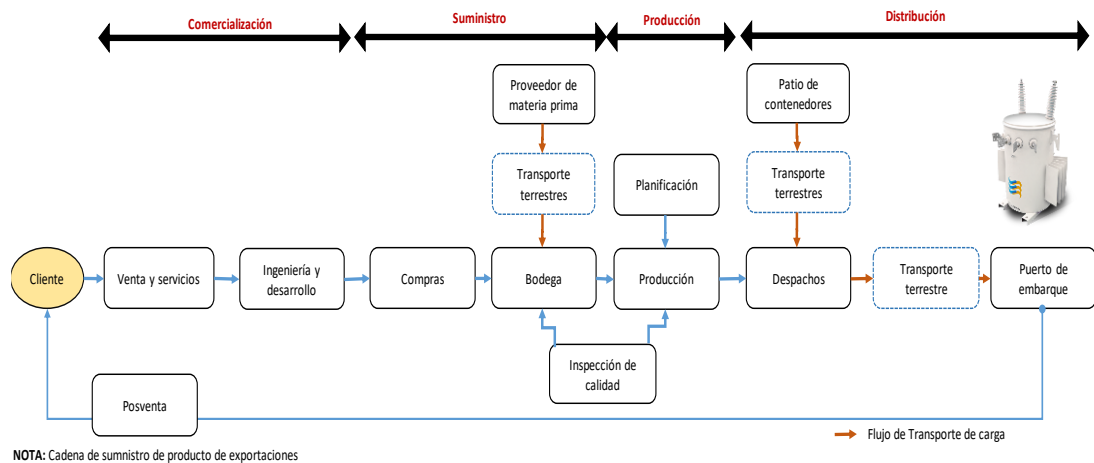 Comercialización
Suministro
Producción
Distribución
Proveedor de
materia prima
Patio de
contenedores
Transporte
terrestres
Planificación
Transporte
terrestres
Cliente
Venta y servicios
Ingeniería y
desarrollo
Compras
Bodega
Producción
Despachos
Transporte
terrestre
Puerto de
embarque
Inspección de
calidad
Posventa
Flujo de Transporte de carga
NOTA: Cadena de sumnistro de producto de exportaciones